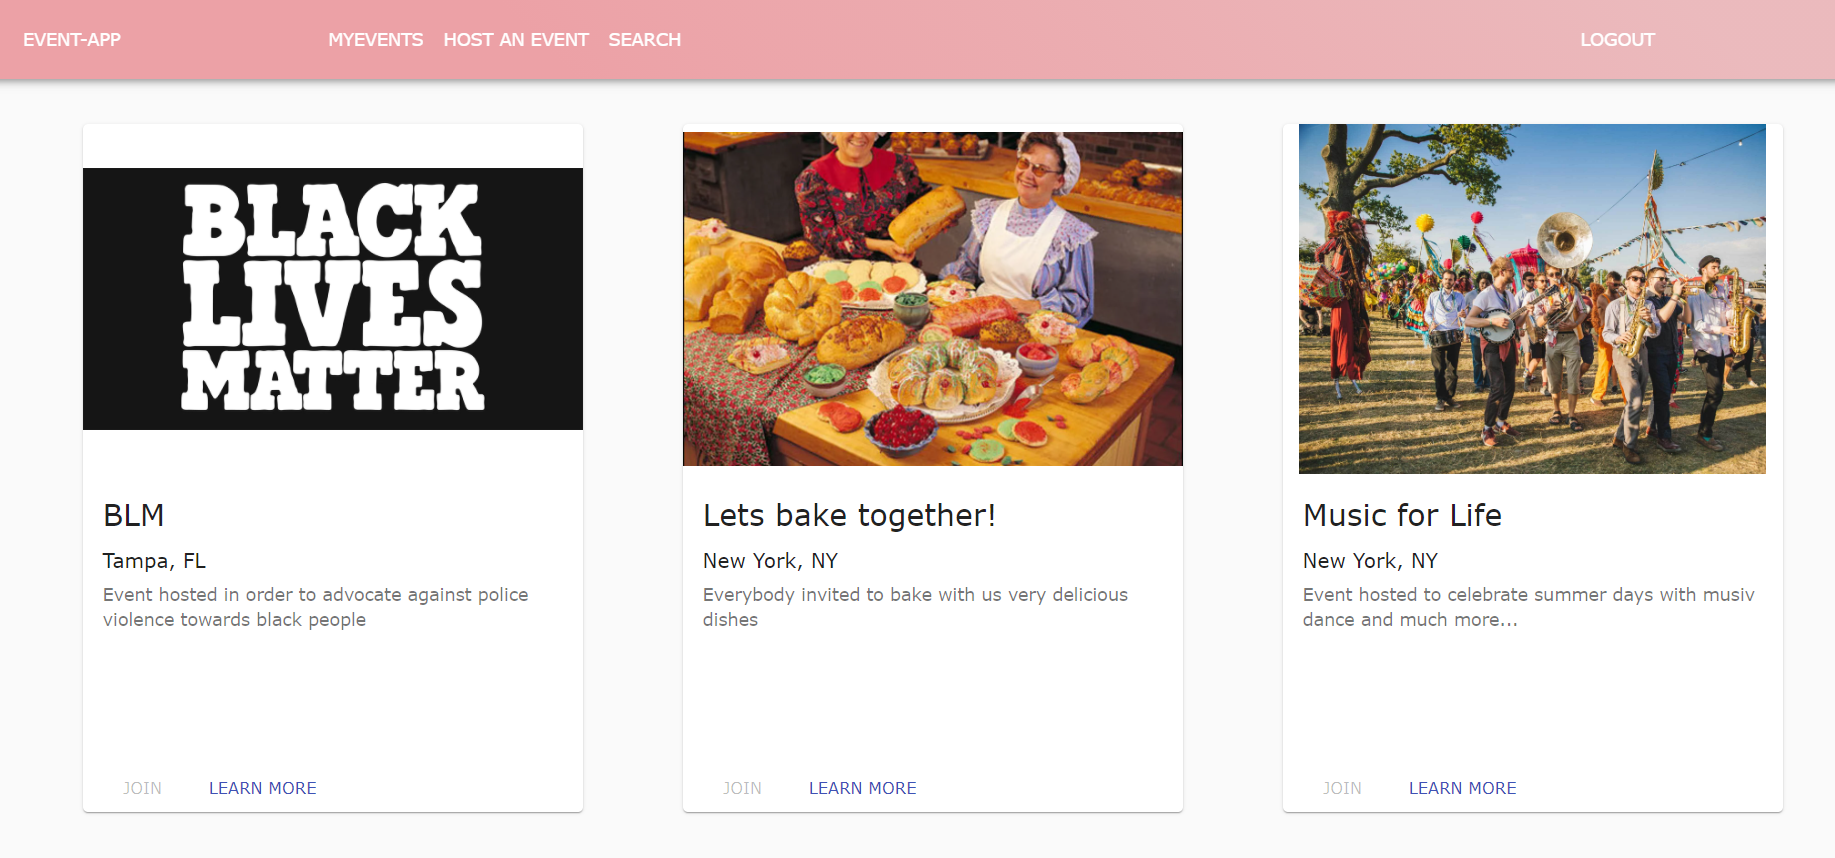 EVENT-APP MYEVENTS HOST AN EVENT SEARCH LOGOUT
BLACK
LIVES
MATTER
BLM
Tampa, FL
Event hosted in order to advocate against police
violence towards black people
JOIN LEARN MORE
Lets bake together!
New York, NY
Everybody invited to bake with us very delicious
dishes
JOIN LEARN MORE
Music for Life
New York, NY
Event hosted to celebrate summer days with musiv
dance and much more...
JOIN LEARN MORE